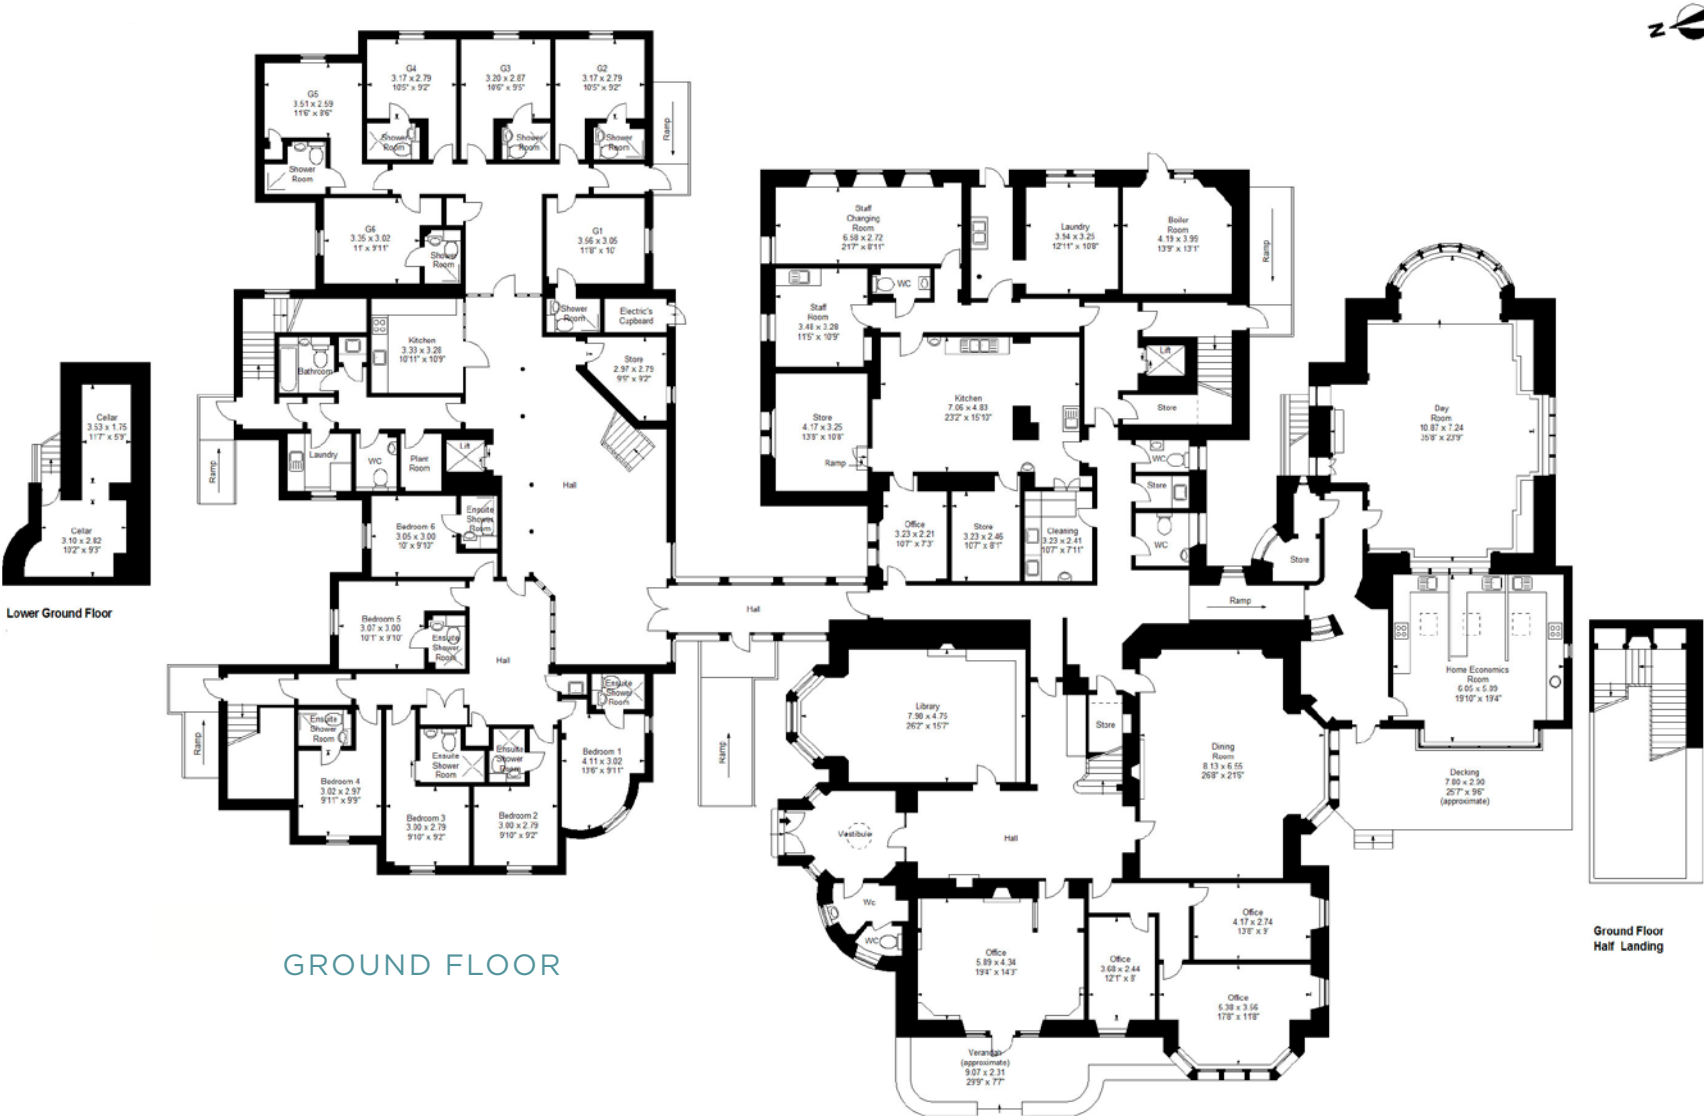 N
G4
3.17 x 2.79
10'5" x 9'2"
G3
3.20 x 2.87
10'6" x 9'5"
G2
3.17 x 2.79
10'5" x 9'2"
G5
3.51 x 2.59
11'6" x 8'6"
Shower
Room
Shower
Room
Shower
Room
Ramp
Shower
Room
G6
3.35 x 3.02
11' x 9'11"
G1
3.56 x 3.05
11'8" x 10'
Shower
Room
Shower
Room
Electric's
Cupboard
Kitchen
3.33 x 3.28
10'11" x 10'9"
Store
2.97 x 2.79
9'9" x 9'2"
Bathroom
Laundry
WC
Plant
Room
Lift
Ramp
Hall
Bedroom 6
3.05 x 3.00
10' x 9'10"
Ensuite
Shower
Room
Bedroom 5
3.07 x 3.00
10'1" x 9'10"
Ensuite
Shower
Room
Hall
Ensuite
Shower
Room
Ensuite
Shower
Room
Ensuite
Shower
Room
Ensuite
Shower
Room
Bedroom 1
4.11 x 3.02
13'6" x 9'11"
Bedroom 4
3.02 x 2.97
9'11" x 9'9"
Bedroom 3
3.00 x 2.79
9'10" x 9'2"
Bedroom 2
3.00 x 2.79
9'10" x 9'2"
Ramp
Cellar
3.53 x 1.75
11'7" x 5'9"
Cellar
3.10 x 2.82
10'2" x 9'3"
Lower Ground Floor
Staff
Changing
Room
6.58 x 2.72
21'7" x 8'11"
Laundry
3.94 x 3.25
12'11" x 10'8"
Boiler
Room
4.19 x 3.99
13'9" x 13'1"
Ramp
Staff
Room
3.48 x 3.28
11'5" x 10'9"
WC
Lift
Store
Kitchen
7.06 x 4.83
23'2" x 15'10"
Store
4.17 x 3.25
13'8" x 10'8"
Ramp
WC
Store
WC
Office
3.23 x 2.21
10'7" x 7'3"
Store
3.23 x 2.46
10'7" x 8'1"
Cleaning
3.23 x 2.41
10'7" x 7'11"
Store
Day
Room
10.87 x 7.24
35'8" x 23'9"
Hall
Ramp
Ramp
Home Economics
Room
6.05 x 5.89
19'10" x 19'4"
Library
7.98 x 4.75
26'2" x 15'7"
Store
Dining
Room
8.13 x 6.55
26'8" x 21'6"
Decking
7.80 x 2.90
25'7" x 9'6"
(approximate)
Vestibule
Hall
Wc
WC
Office
5.89 x 4.34
19'4" x 14'3"
Office
3.68 x 2.44
12'1" x 8'
Office
4.17 x 2.74
13'8" x 9'
Office
5.38 x 3.56
17'8" x 11'8"
Verandah
(approximate)
9.07 x 2.31
29'9" x 7'7"
Ground Floor
Half Landing
GROUND FLOOR